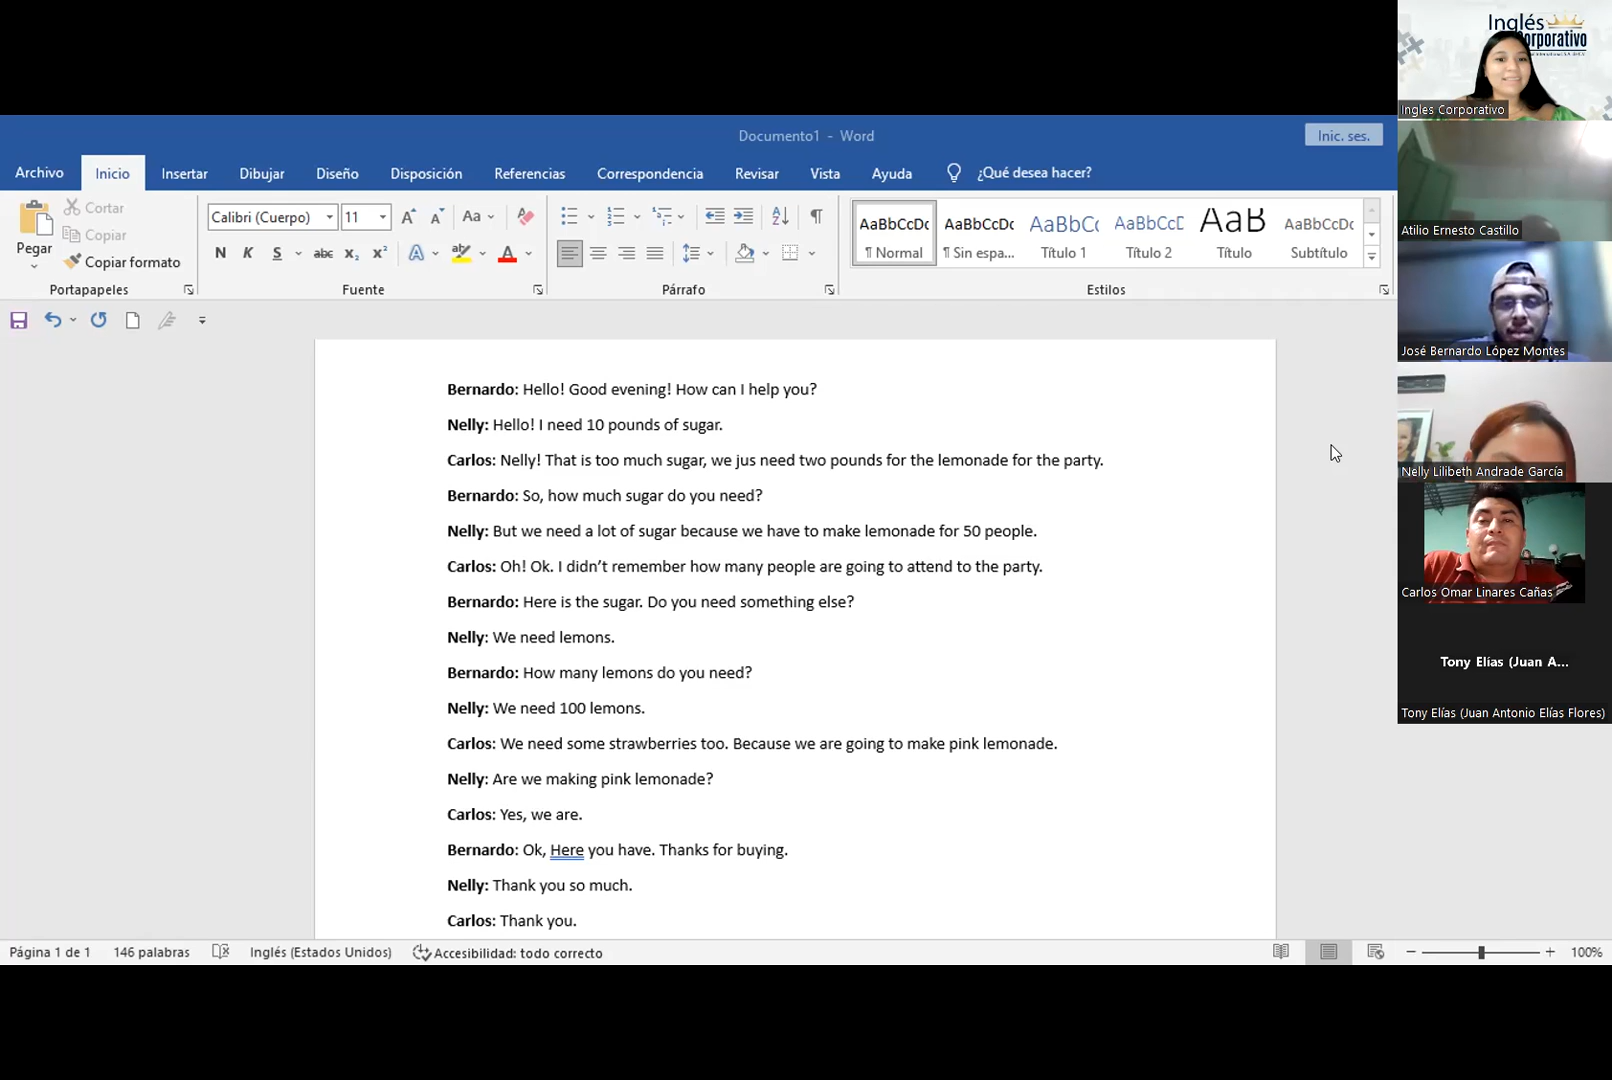 Inglés
Corporativo
Ingles Corporativo
Documento1 - Word
Inic. ses.
Archivo Inicio Insertar Dibujar Diseño Disposición Referencias Correspondencia Revisar Vista Ayuda ¿Qué desea hacer?
Pegar
Cortar
Copiar
Copiar formato
Portapapeles
Calibri (Cuerpo) 11 Aa
N K S abc x₂ x² A aby A
Fuente
Párrafo
AaBbCcDc AaBbCcDc AaBbCc AaBbCcD AaB AaBbCcD
¶ Normal ¶ Sin espa... Título 1 Título 2 Título Subtítulo
Estilos
Bernardo: Hello! Good evening! How can I help you?
Nelly: Hello! I need 10 pounds of sugar.
Carlos: Nelly! That is too much sugar, we jus need two pounds for the lemonade for the party.
Bernardo: So, how much sugar do you need?
Nelly: But we need a lot of sugar because we have to make lemonade for 50 people.
Carlos: Oh! Ok. I didn’t remember how many people are going to attend to the party.
Bernardo: Here is the sugar. Do you need something else?
Nelly: We need lemons.
Bernardo: How many lemons do you need?
Nelly: We need 100 lemons.
Carlos: We need some strawberries too. Because we are going to make pink lemonade.
Nelly: Are we making pink lemonade?
Carlos: Yes, we are.
Bernardo: Ok, Here you have. Thanks for buying.
Nelly: Thank you so much.
Carlos: Thank you.
Página 1 de 1 146 palabras Inglés (Estados Unidos) Accesibilidad: todo correcto 100%
Atilio Ernesto Castillo
José Bernardo López Montes
Nelly Lilibeth Andrade García
Carlos Omar Linares Cañas
Tony Elías (Juan A...
Tony Elías (Juan Antonio Elías Flores)